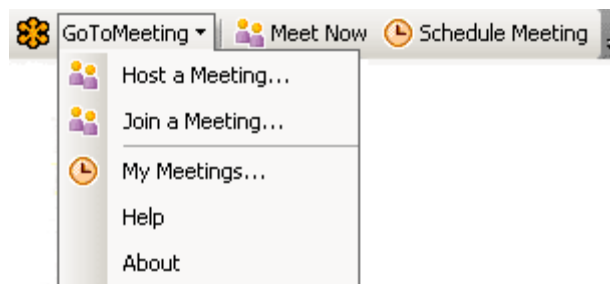 GoToMeeting Meet Now Schedule Meeting
Host a Meeting...
Join a Meeting...
My Meetings...
Help
About